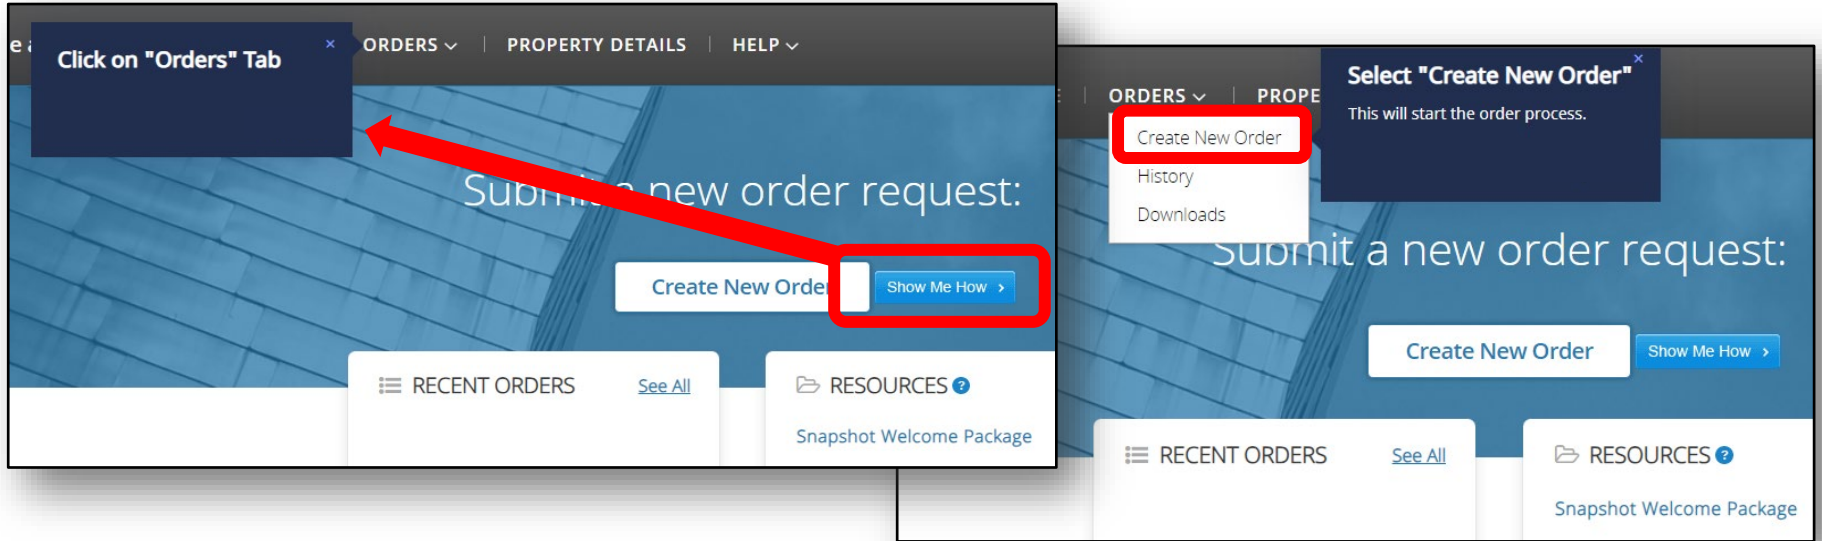 Click on "Orders" Tab
×
ORDERS
PROPERTY DETAILS
HELP
Submit a new order request:
Create New Order
Show Me How
RECENT ORDERS
See All
RESOURCES ?
Snapshot Welcome Package
ORDERS
Create New Order
History
Downloads
Select "Create New Order"
×
This will start the order process.
Submit a new order request:
Create New Order
Show Me How
RECENT ORDERS
See All
RESOURCES ?
Snapshot Welcome Package